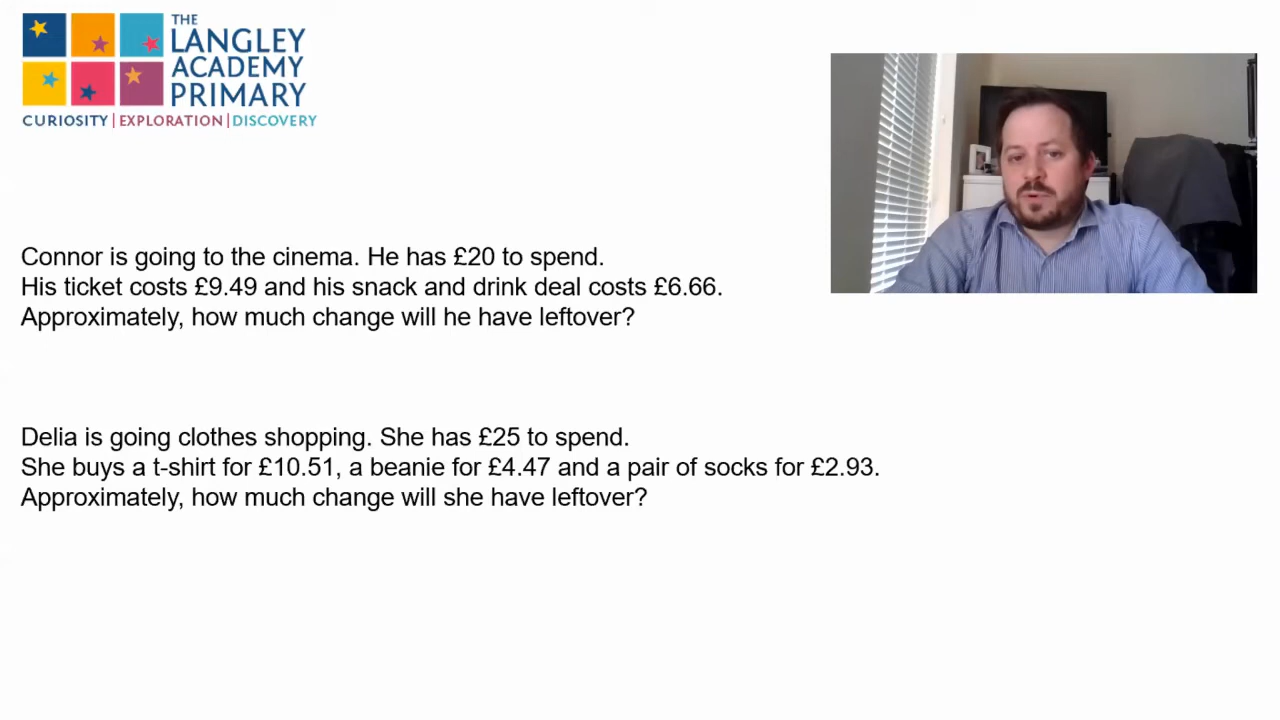 THE
LANGLEY
ACADEMY
PRIMARY
CURIOSITY | EXPLORATION | DISCOVERY
Connor is going to the cinema. He has £20 to spend.
His ticket costs £9.49 and his snack and drink deal costs £6.66.
Approximately, how much change will he have leftover?
Delia is going clothes shopping. She has £25 to spend.
She buys a t-shirt for £10.51, a beanie for £4.47 and a pair of socks for £2.93.
Approximately, how much change will she have leftover?